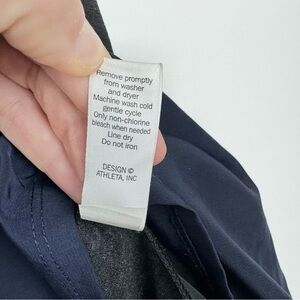 Remove promptly
from washer
and dryer
Machine wash cold
gentle cycle
Only non-chlorine
bleach when needed
Line dry
Do not iron
DESIGN ©
ATHLETA, INC